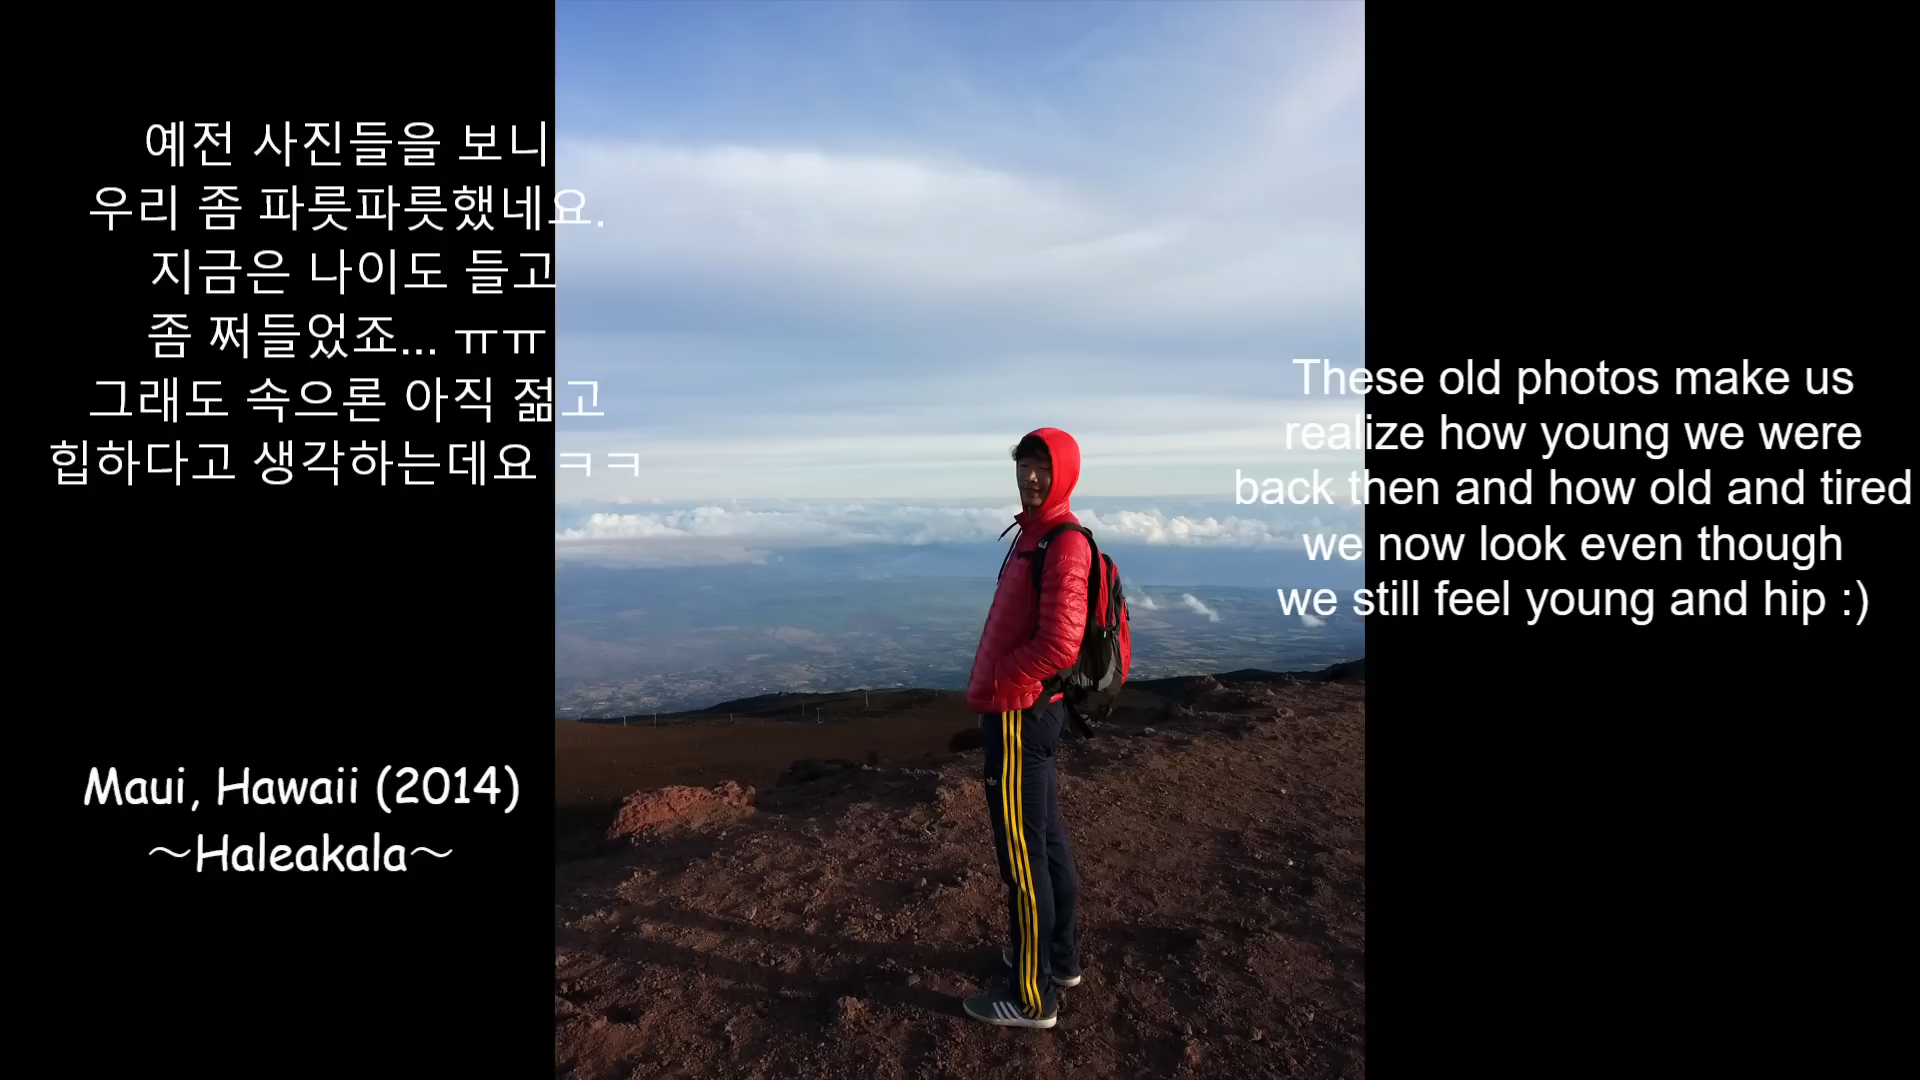 예전 사진들을 보니
우리 좀 파릇파릇했네요.
지금은 나이도 들고
좀 쩌들었죠... ㅠㅠ
그래도 속으론 아직 젊고
힙하다고 생각하는데요 ㅋㅋ
Maui, Hawaii (2014)
~Haleakala~
These old photos make us
realize how young we were
back then and how old and tired
we now look even though
we still feel young and hip :)